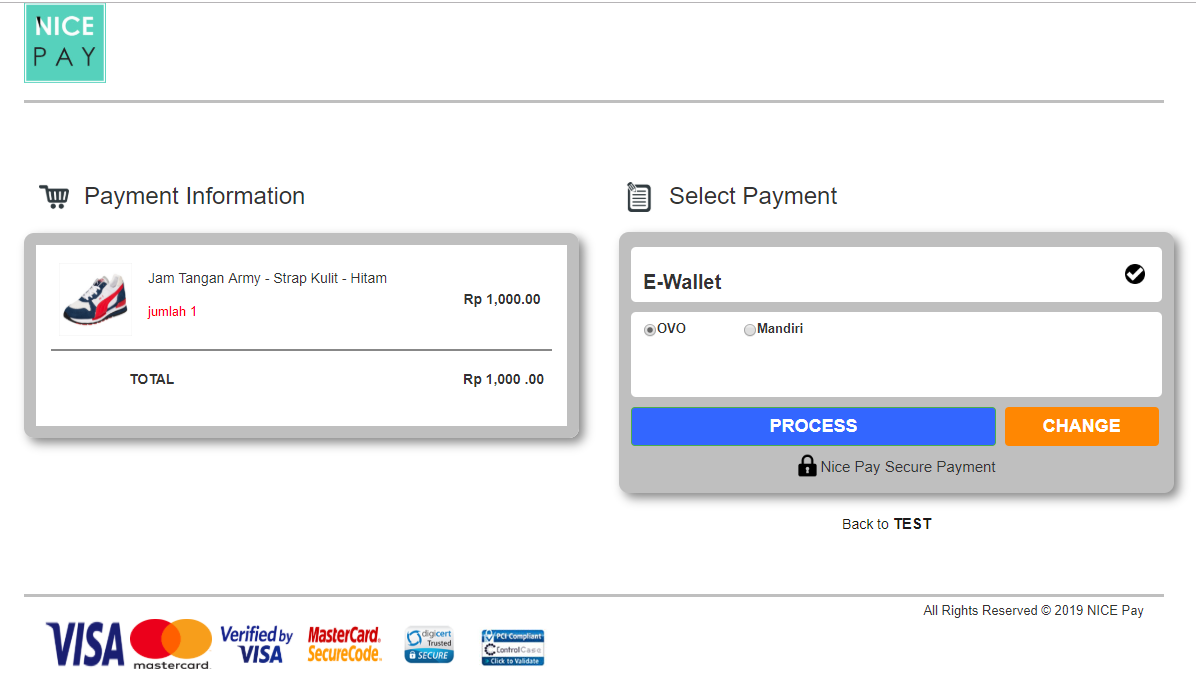 NICE
PAY
Payment Information
Jam Tangan Army - Strap Kulit - Hitam
jumlah 1
Rp 1,000.00
TOTAL
Rp 1,000 .00
Select Payment
E-Wallet
OVO
Mandiri
PROCESS
CHANGE
Nice Pay Secure Payment
Back to TEST
All Rights Reserved © 2019 NICE Pay
VISA
mastercard.
Verified by
VISA
MasterCard.
SecureCode.
digicert
Trusted
SECURE
PCI Compliant
ControlCase
Click to Validate